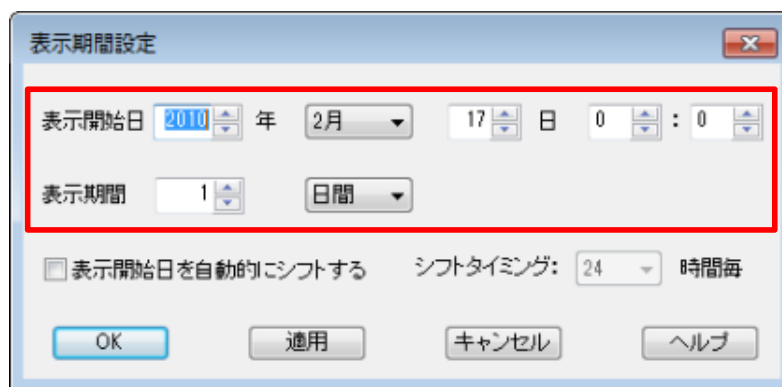 表示期間設定
表示開始日 2010 年 2月 17 日 0 : 0
表示期間 1 日間
表示開始日を自動的にシフトする シフトタイミング: 24 時間毎
OK 適用 キャンセル ヘルプ